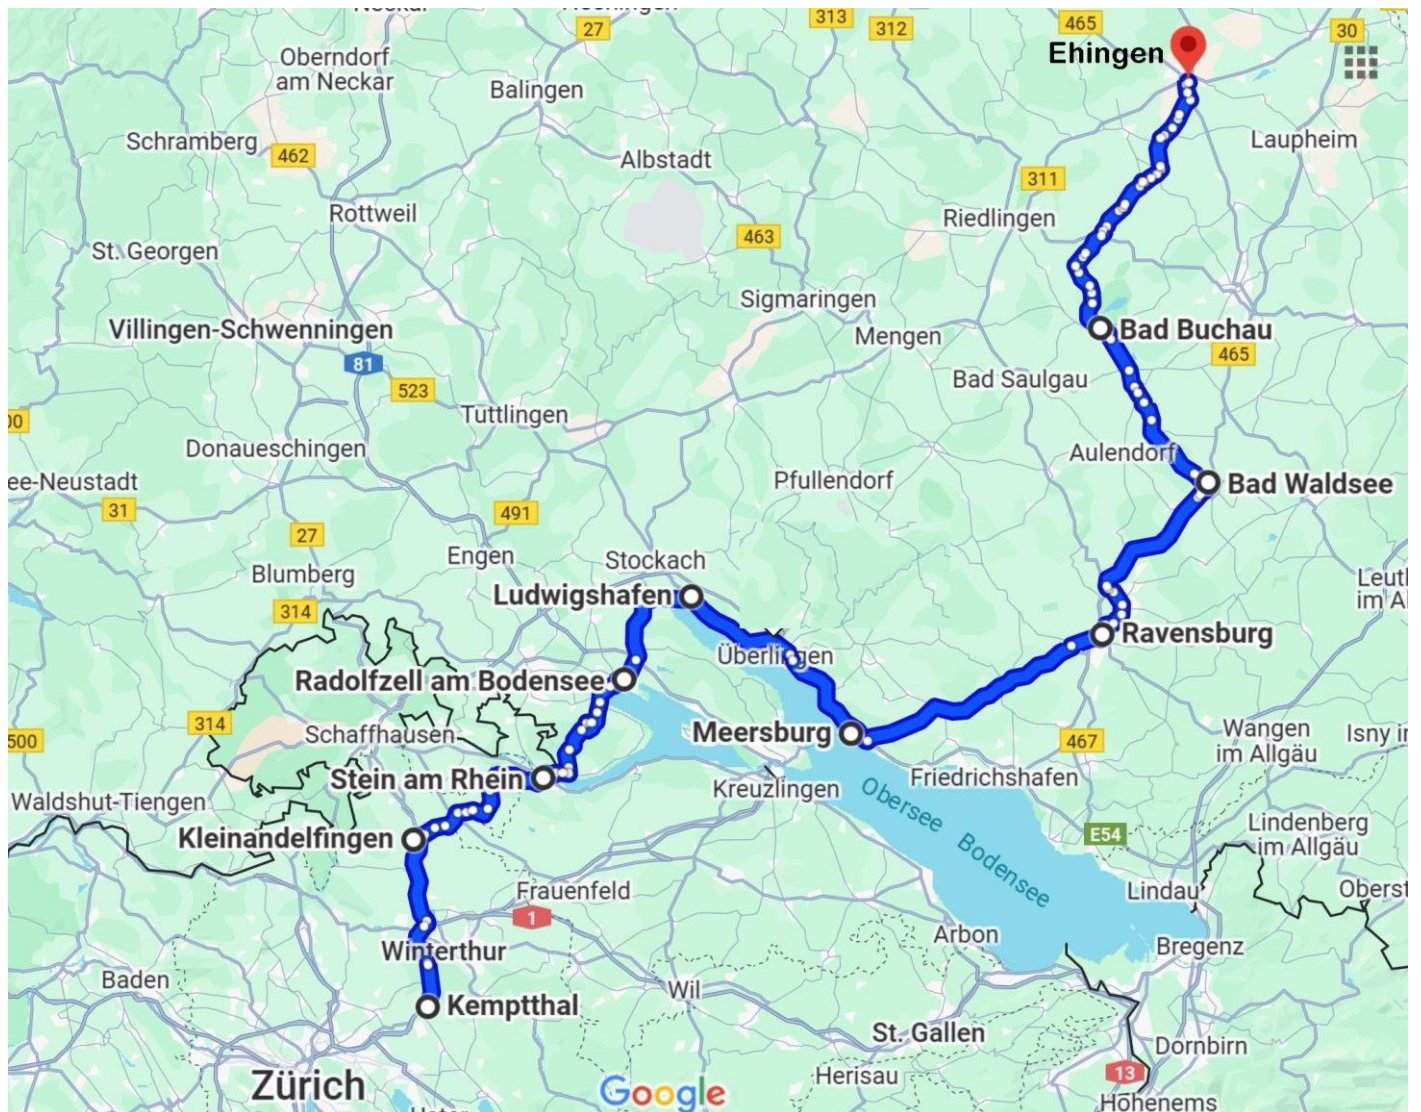 313
465
27
312
30
Ehingen
Oberndorf
am Neckar
Balingen
Schramberg
462
Albstadt
Laupheim
311
Rottweil
Riedlingen
St. Georgen
463
Sigmaringen
Villingen-Schwenningen
Mengen
Bad Buchau
81
465
523
Bad Saulgau
Tuttlingen
00
Donaueschingen
Aulendorf
ee-Neustadt
Pfullendorf
Bad Waldsee
31
491
27
Engen
Stockach
Blumberg
Ludwigshafen
314
Ravensburg
Überlingen
Radolfzell am Bodensee
314
Schaffhausen
Meersburg
500
467
Wangen
im Allgäu
Isny i
Stein am Rhein
Friedrichshafen
Kreuzlingen
Waldshut-Tiengen
Obersee
Bodensee
Kleinandelfingen
E54
Lindenberg
im Allgäu
Frauenfeld
Lindau
Oberst
1
Winterthur
Arbon
Bregenz
Baden
Wil
Kemptthal
St. Gallen
Dornbirn
Zürich
Google
Herisau
13
Hohenems